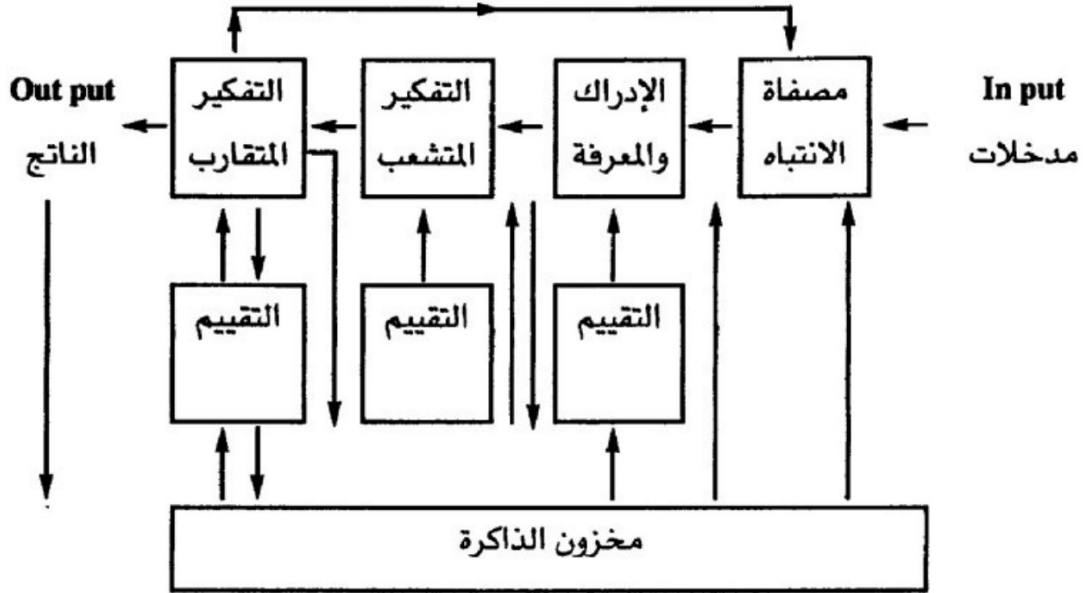 In put
مدخلات
مصفاة
الانتباه
الإدراك
والمعرفة
التفكير
المتشعب
التفكير
المتقارب
Out put
الناتج
التقييم
التقييم
التقييم
مخزون الذاكرة